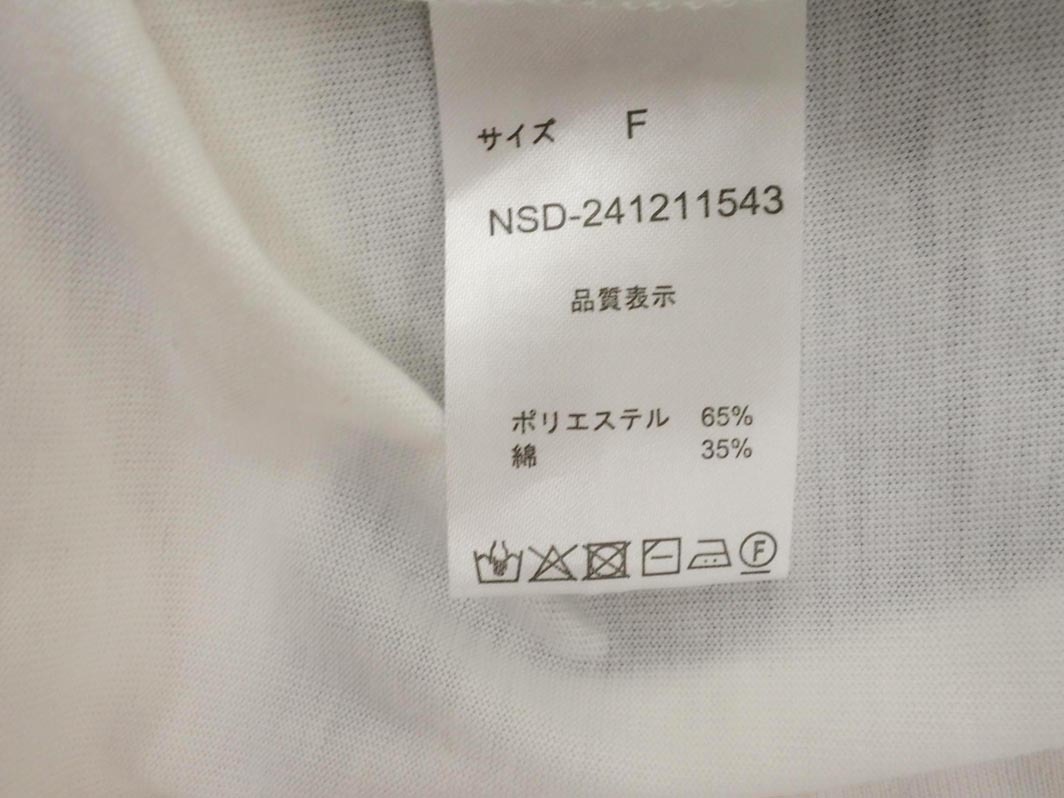 サイズ F
NSD-241211543
品質表示
ポリエステル 65%
綿 35%
F